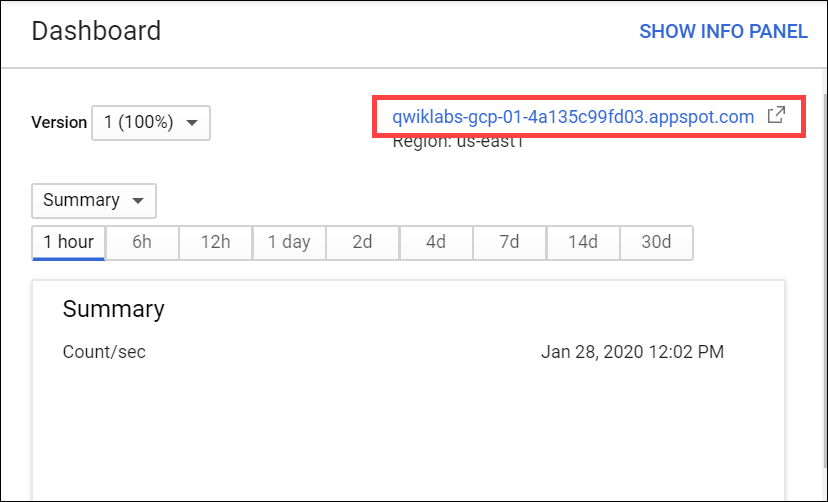 Dashboard SHOW INFO PANEL
Version 1 (100%) qwiklabs-gcp-01-4a135c99fd03.appspot.com
Region: us-east1
Summary
1 hour 6h 12h 1 day 2d 4d 7d 14d 30d
Summary
Count/sec Jan 28, 2020 12:02 PM